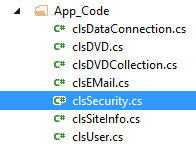 App_Code
C# clsDataConnection.cs
C# clsDVD.cs
C# clsDVDCollection.cs
C# clsEMail.cs
C# clsSecurity.cs
C# clsSiteInfo.cs
C# clsUser.cs